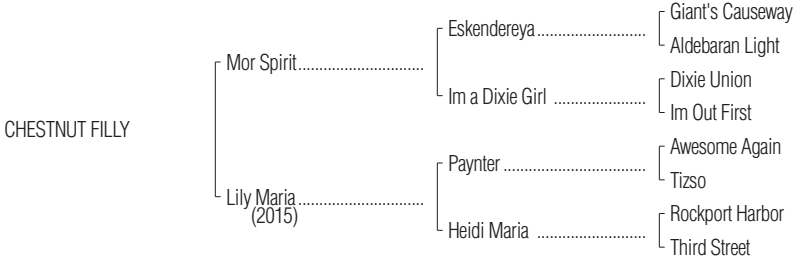 Giant's Causeway
Eskendereya..........................
Aldebaran Light
Mor Spirit..............................
Dixie Union
Im a Dixie Girl ......................
Im Out First
CHESTNUT FILLY
Awesome Again
Paynter ..................................
Tizso
Lily Maria ..............................
(2015)
Rockport Harbor
Heidi Maria ..........................
Third Street